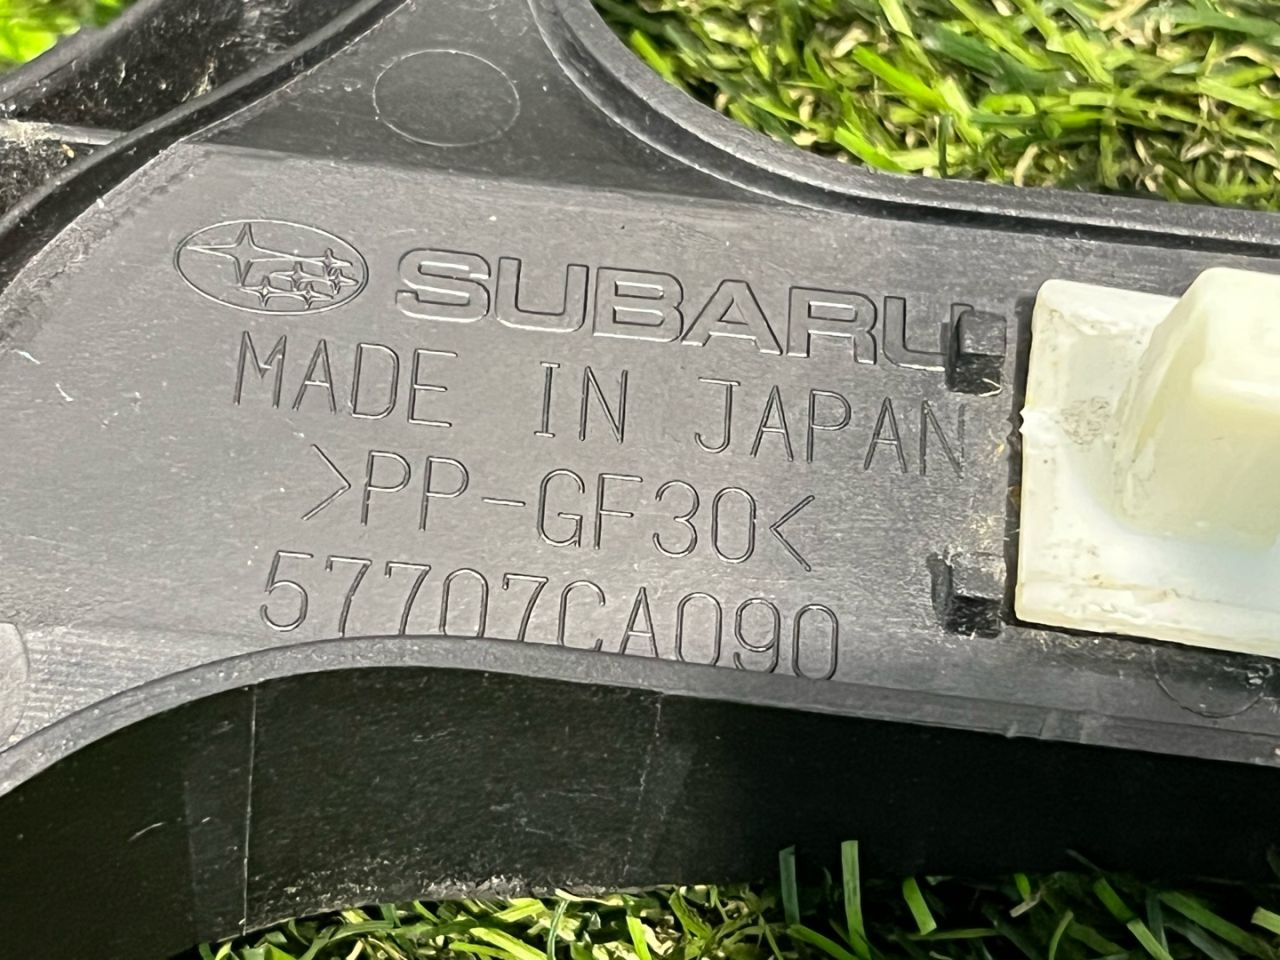 SUBARU
MADE IN JAPAN
>PP-GF30<
57707CA090